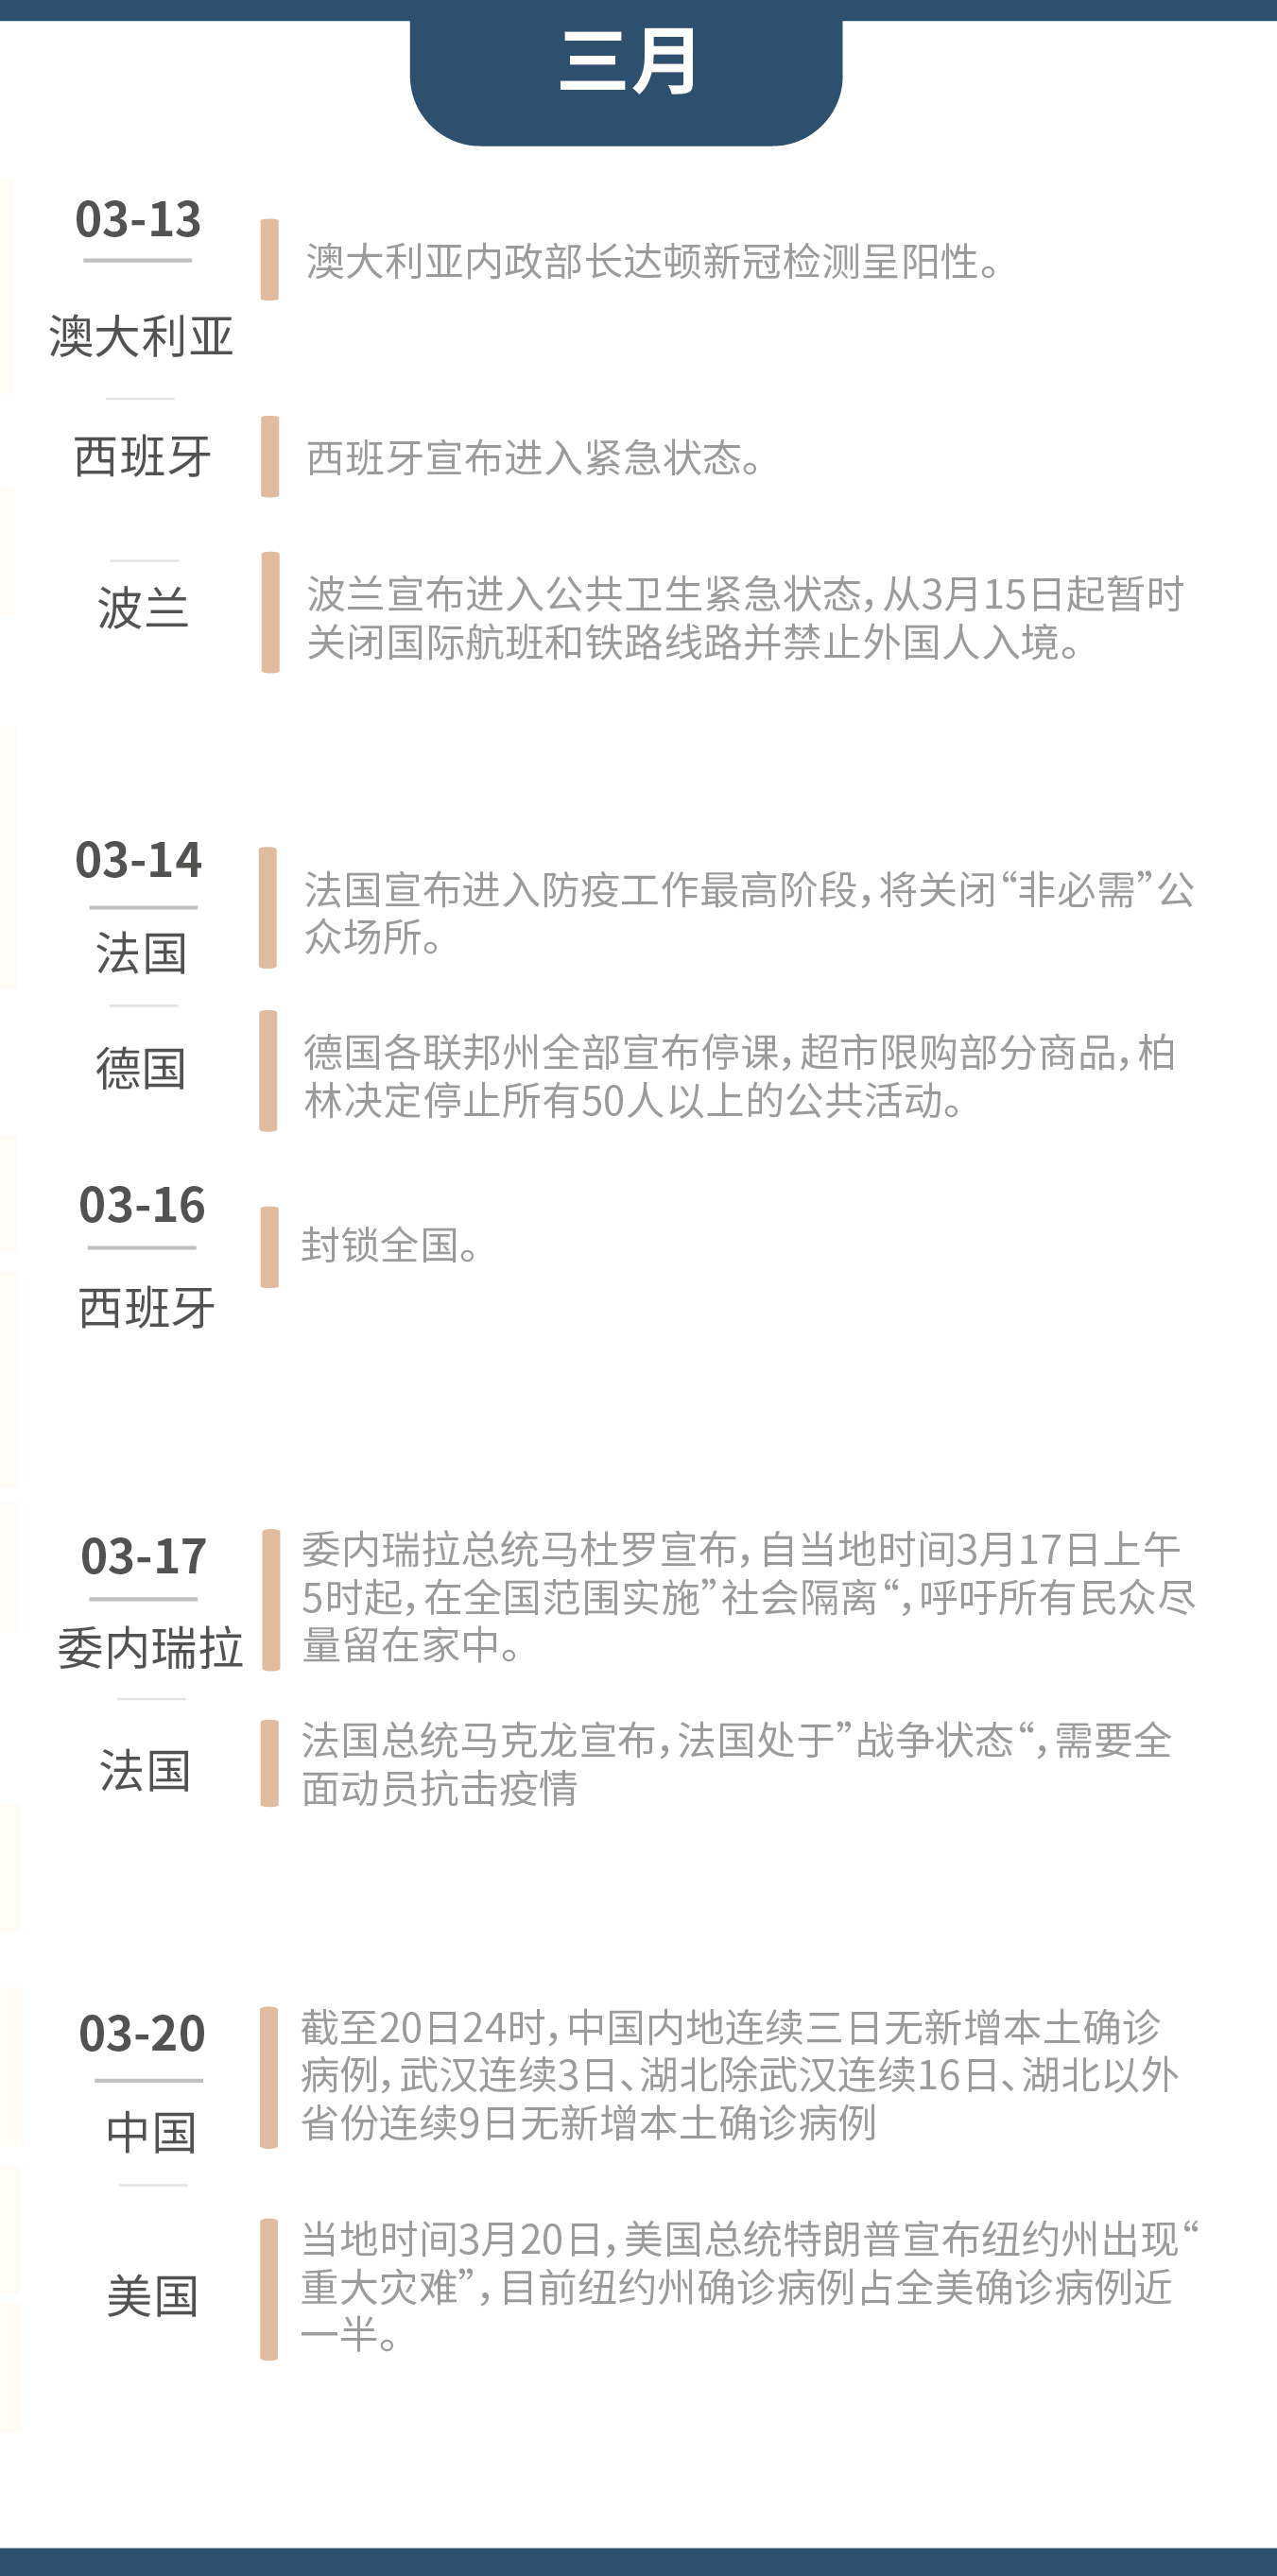 三月
03-13
澳大利亚
澳大利亚内政部长达顿新冠检测呈阳性。
西班牙
西班牙宣布进入紧急状态。
波兰
波兰宣布进入公共卫生紧急状态，从3月15日起暂时
关闭国际航班和铁路线路并禁止外国人入境。
03-14
法国
法国宣布进入防疫工作最高阶段，将关闭“非必需”公
众场所。
德国
德国各联邦州全部宣布停课，超市限购部分商品，柏
林决定停止所有50人以上的公共活动。
03-16
西班牙
封锁全国。
03-17
委内瑞拉
委内瑞拉总统马杜罗宣布，自当地时间3月17日上午
5时起，在全国范围实施”社会隔离“，呼吁所有民众尽
量留在家中。
法国
法国总统马克龙宣布，法国处于”战争状态“，需要全
面动员抗击疫情
03-20
中国
截至20日24时，中国内地连续三日无新增本土确诊
病例，武汉连续3日、湖北除武汉连续16日、湖北以外
省份连续9日无新增本土确诊病例
美国
当地时间3月20日，美国总统特朗普宣布纽约州出现“
重大灾难”，目前纽约州确诊病例占全美确诊病例近
一半。